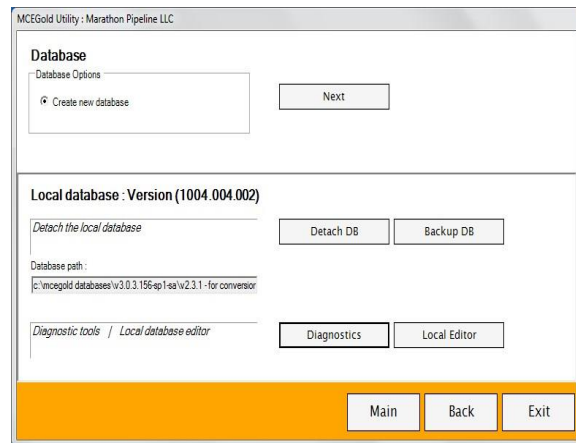 MCEGold Utility : Marathon Pipeline LLC
Database
Database Options
Create new database
Next
Local database : Version (1004.004.002)
Detach the local database
Detach DB
Backup DB
Database path :
c:\mcegold databases\v3.0.3.156-sp1-sa\v2.3.1 - for conversion
Diagnostic tools / Local database editor
Diagnostics
Local Editor
Main
Back
Exit